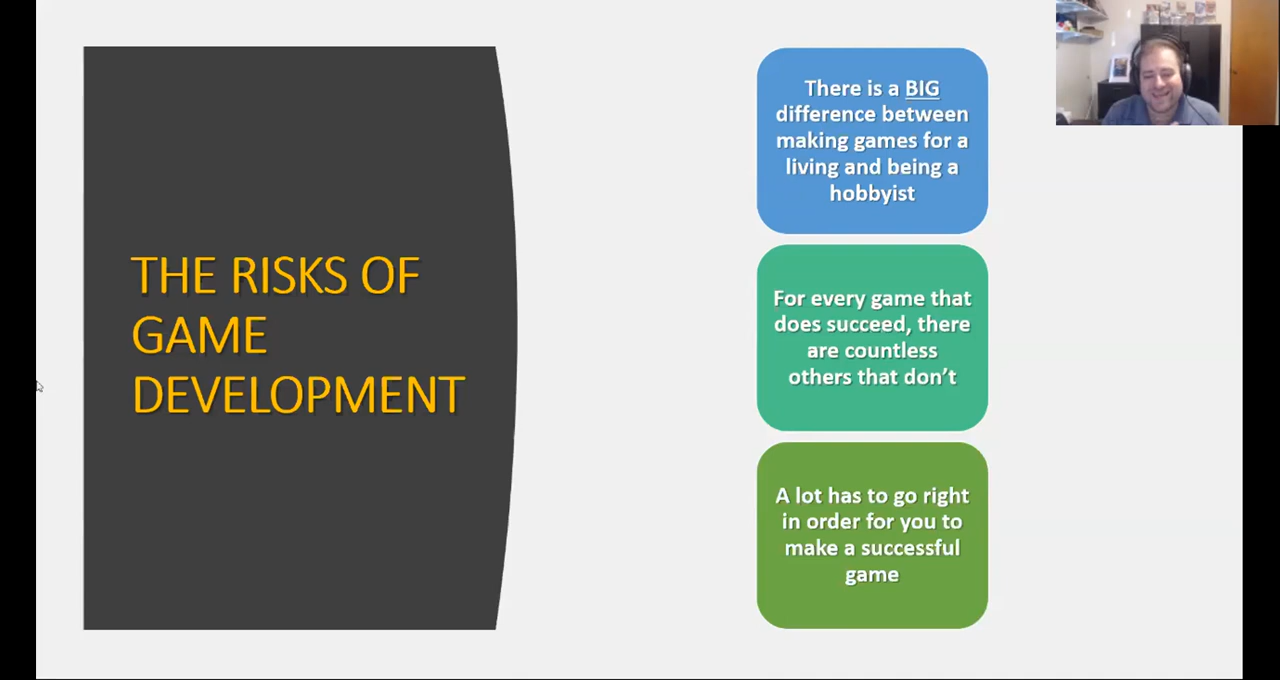 THE RISKS OF
GAME
DEVELOPMENT
There is a BIG
difference between
making games for a
living and being a
hobbyist
For every game that
does succeed, there
are countless
others that don’t
A lot has to go right
in order for you to
make a successful
game